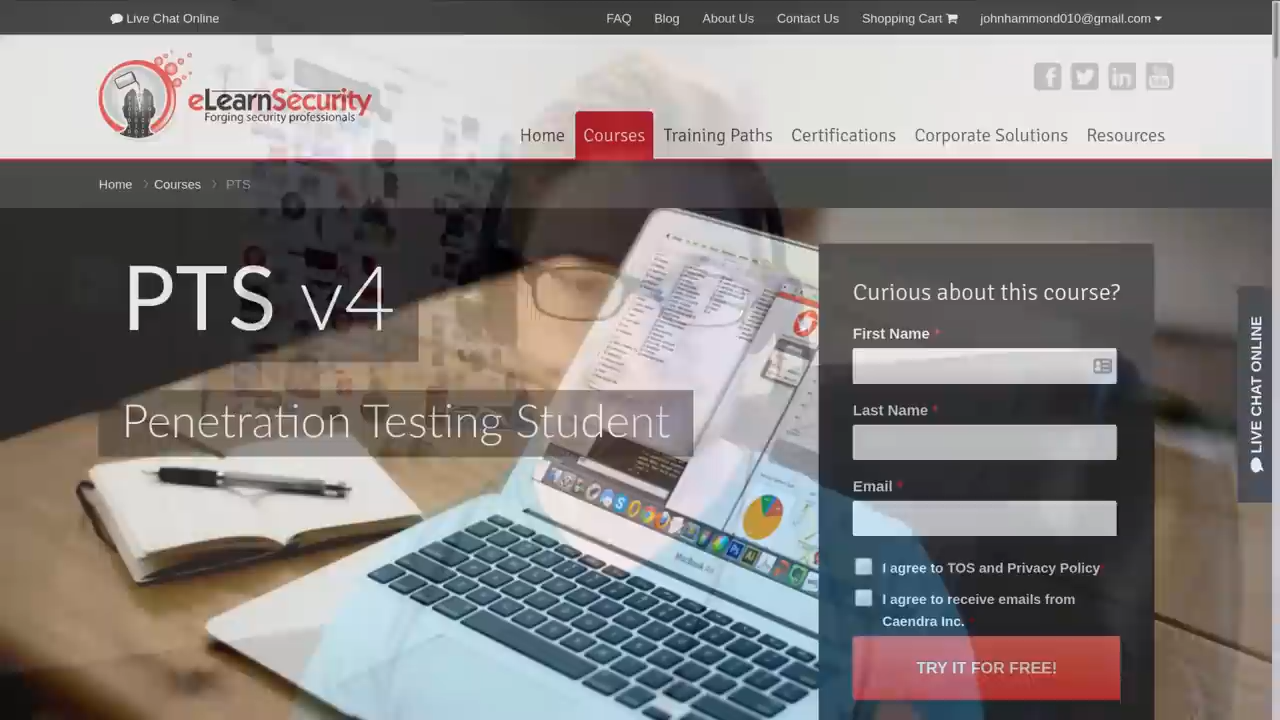 Live Chat Online
FAQ Blog About Us Contact Us Shopping Cart johnhammond010@gmail.com
eLearnSecurity
Forging security professionals
Home Courses Training Paths Certifications Corporate Solutions Resources
Home Courses PTS
PTS v4
Penetration Testing Student
Curious about this course?
First Name *
Last Name *
Email *
I agree to TOS and Privacy Policy
I agree to receive emails from
Caendra Inc. *
TRY IT FOR FREE!
LIVE CHAT ONLINE
MacBook Air